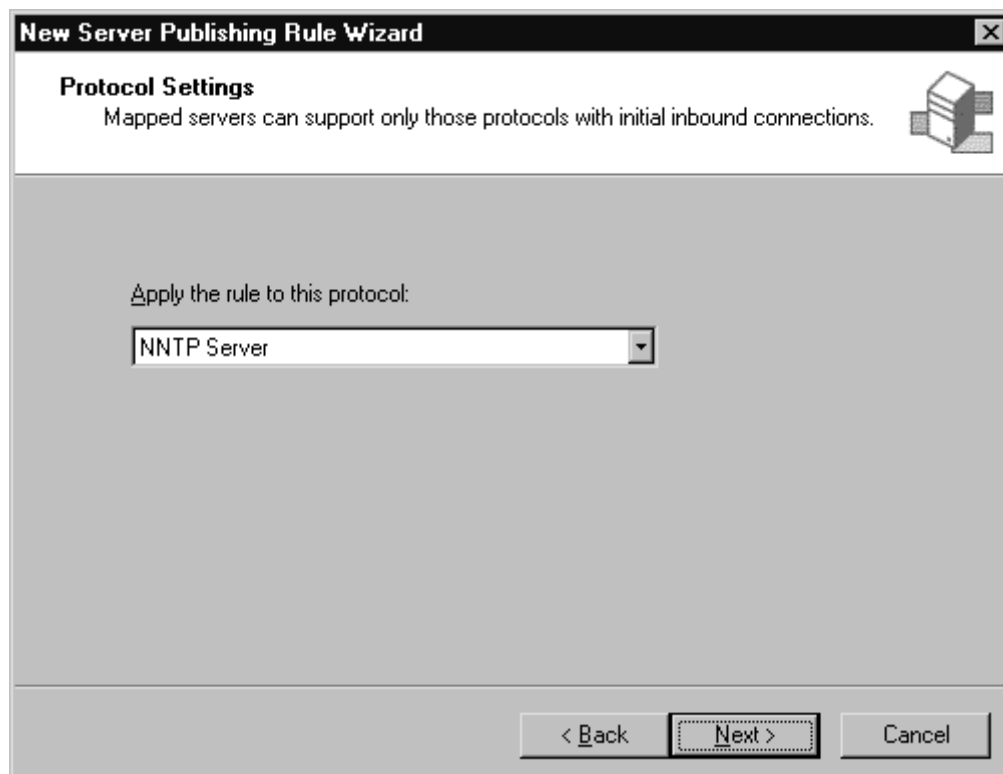 New Server Publishing Rule Wizard
Protocol Settings
Mapped servers can support only those protocols with initial inbound connections.
Apply the rule to this protocol:
NNTP Server
< Back
Next >
Cancel